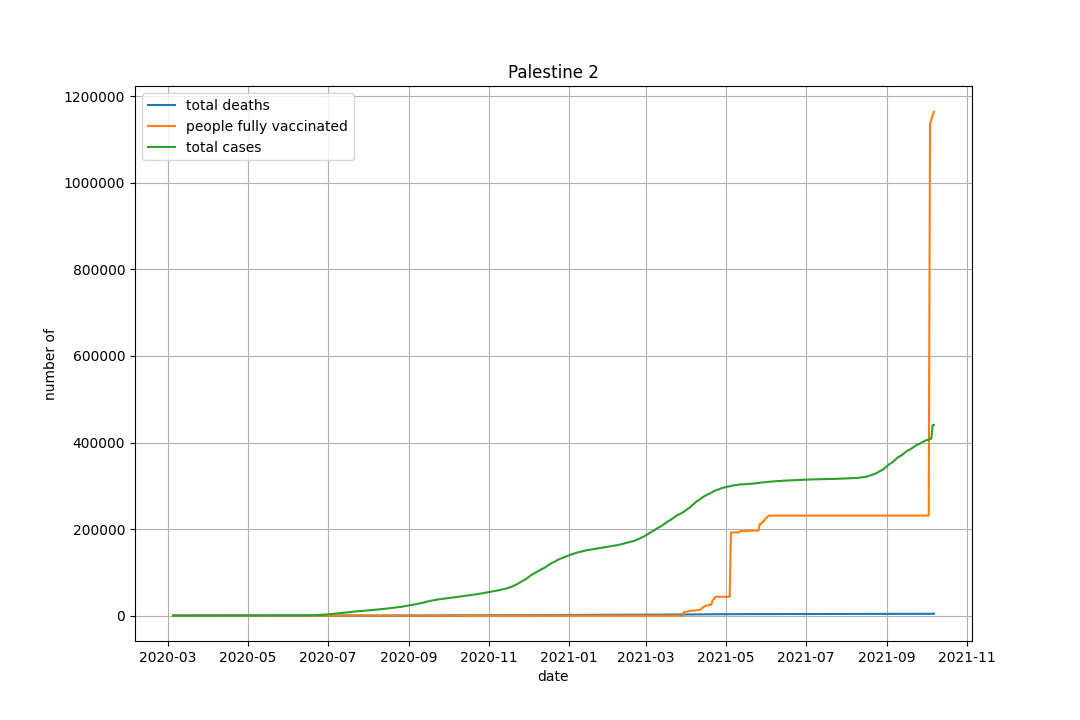 Palestine 2
total deaths
people fully vaccinated
total cases
1200000
1000000
800000
600000
400000
200000
0
number of
2020-03 2020-05 2020-07 2020-09 2020-11 2021-01 2021-03 2021-05 2021-07 2021-09 2021-11
date